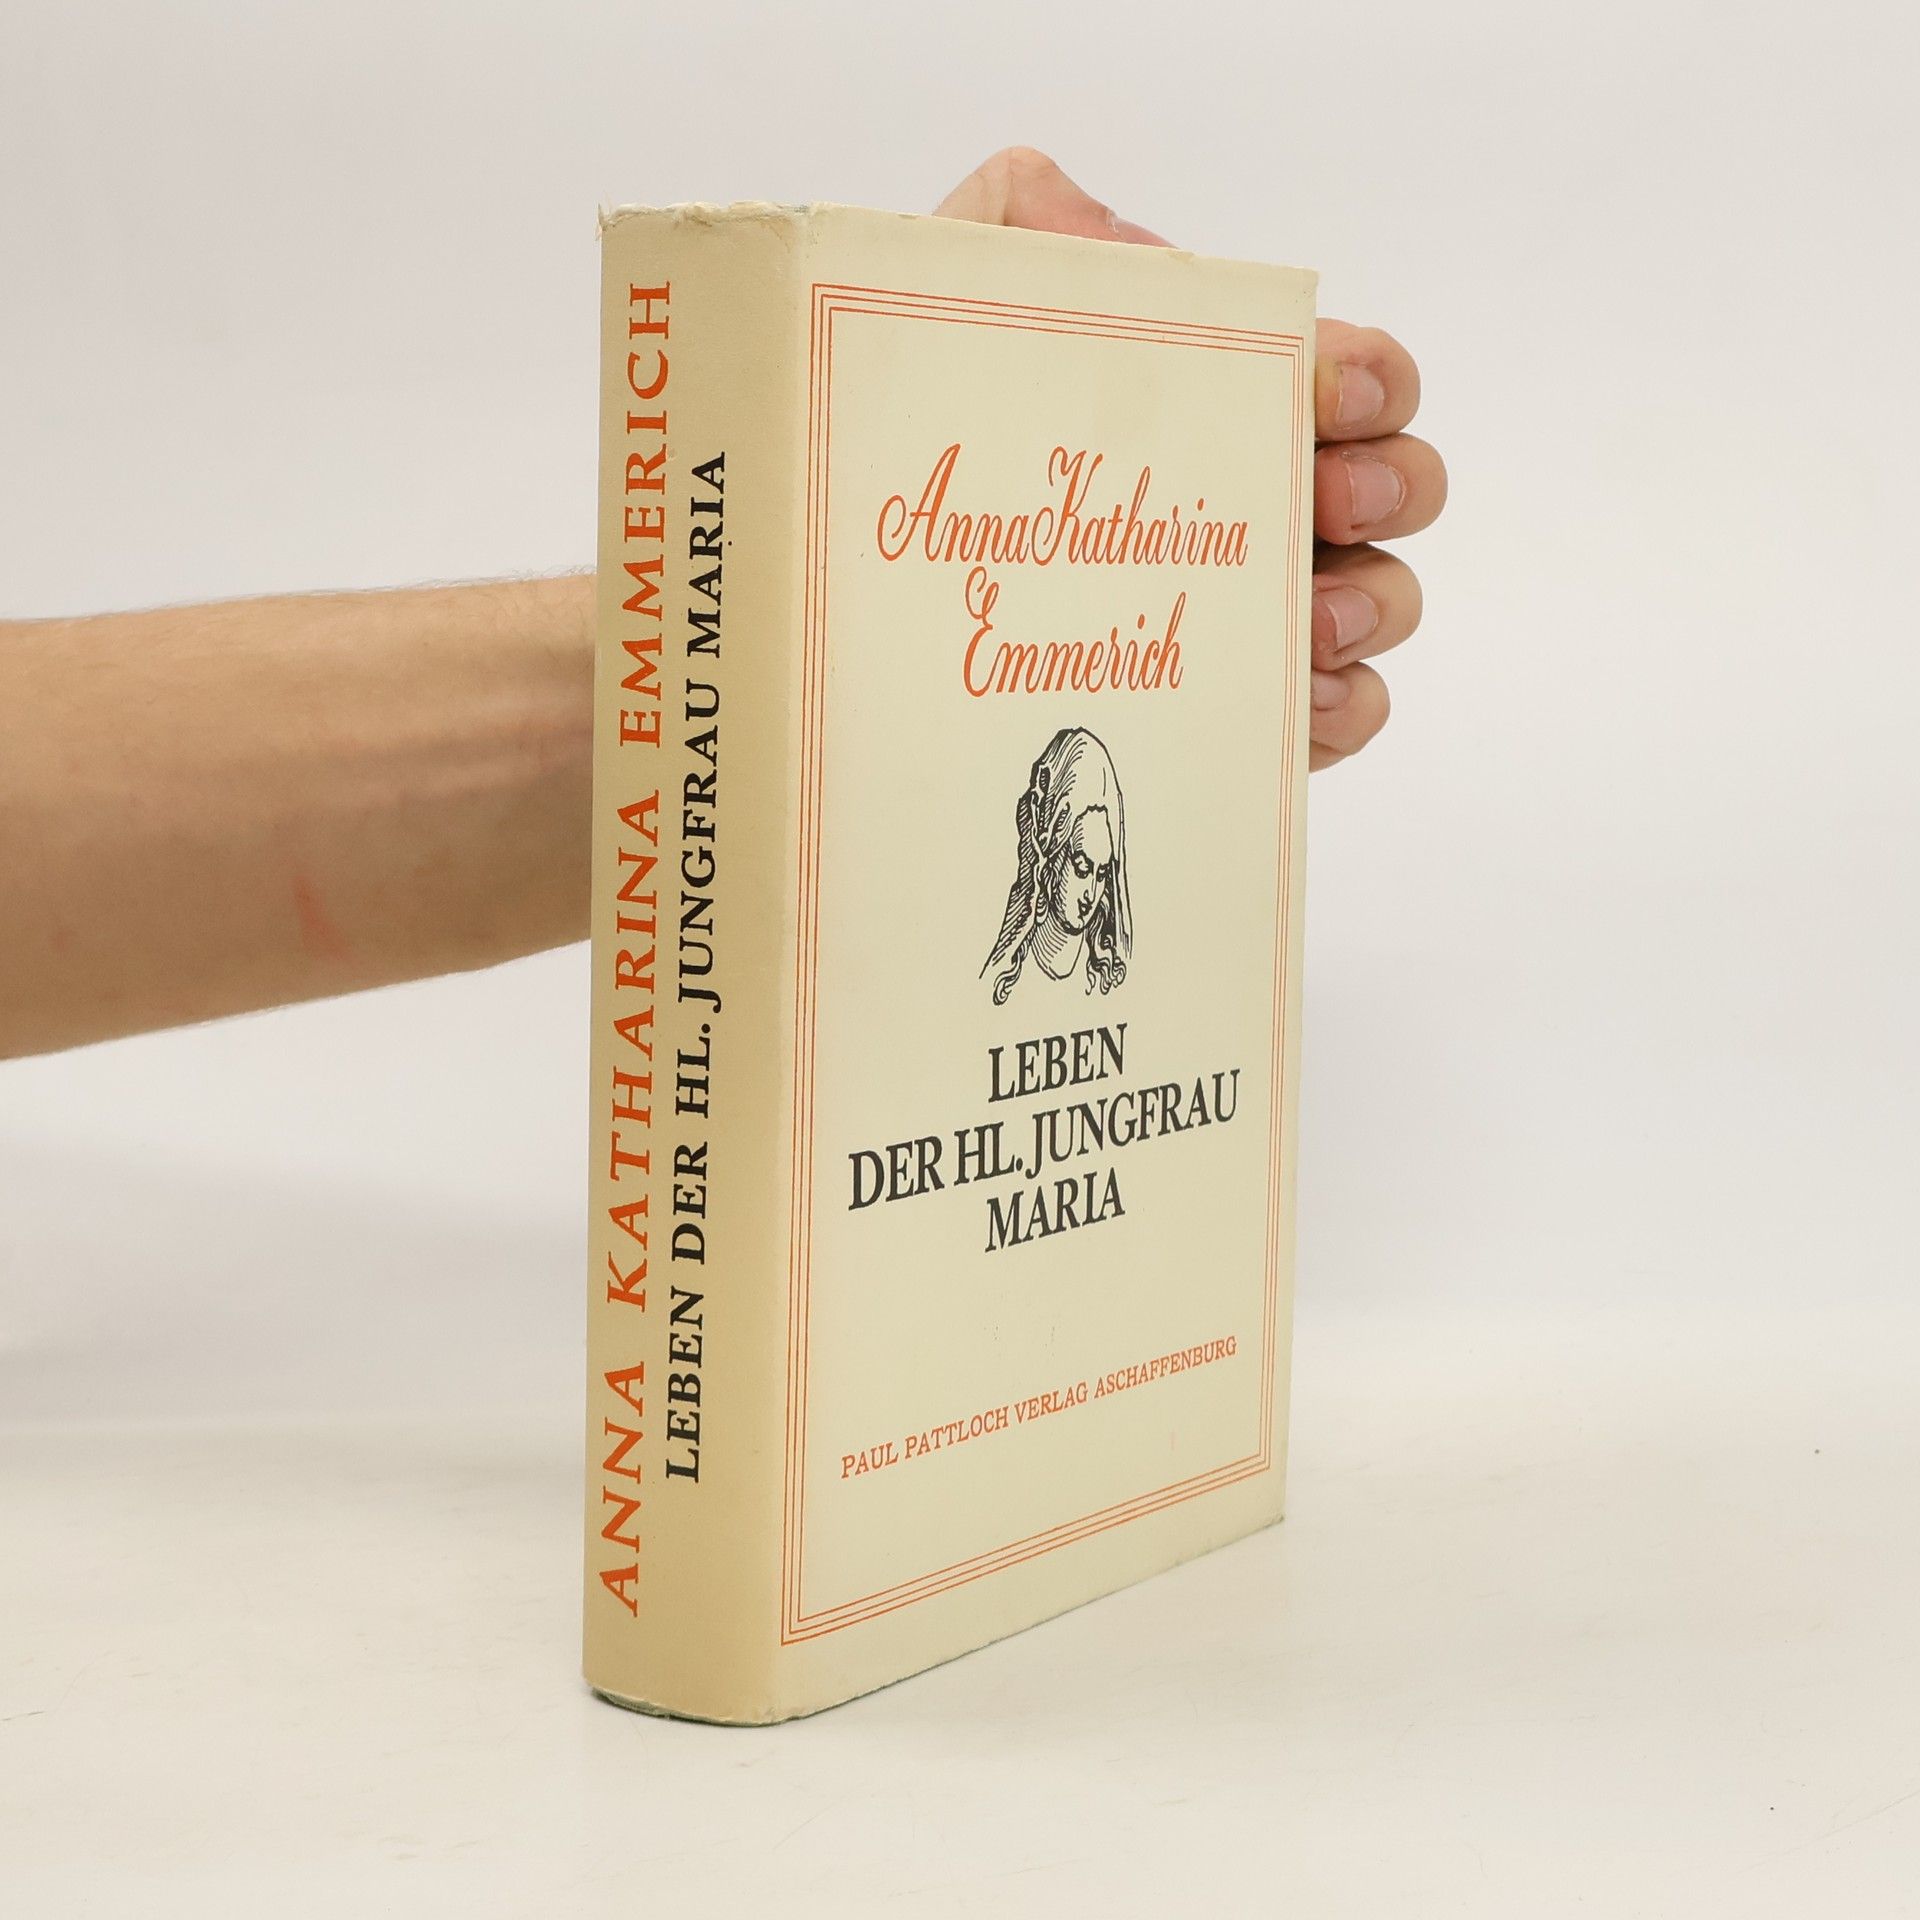 ANNA KATHARINA EMMERICH
LEBEN DER HL. JUNGFRAU MARIA
Anna Katharina
Emmerich
LEBEN
DER HL. JUNGFRAU
MARIA
PAUL PATTLOCH VERLAG ASCHAFFENBURG